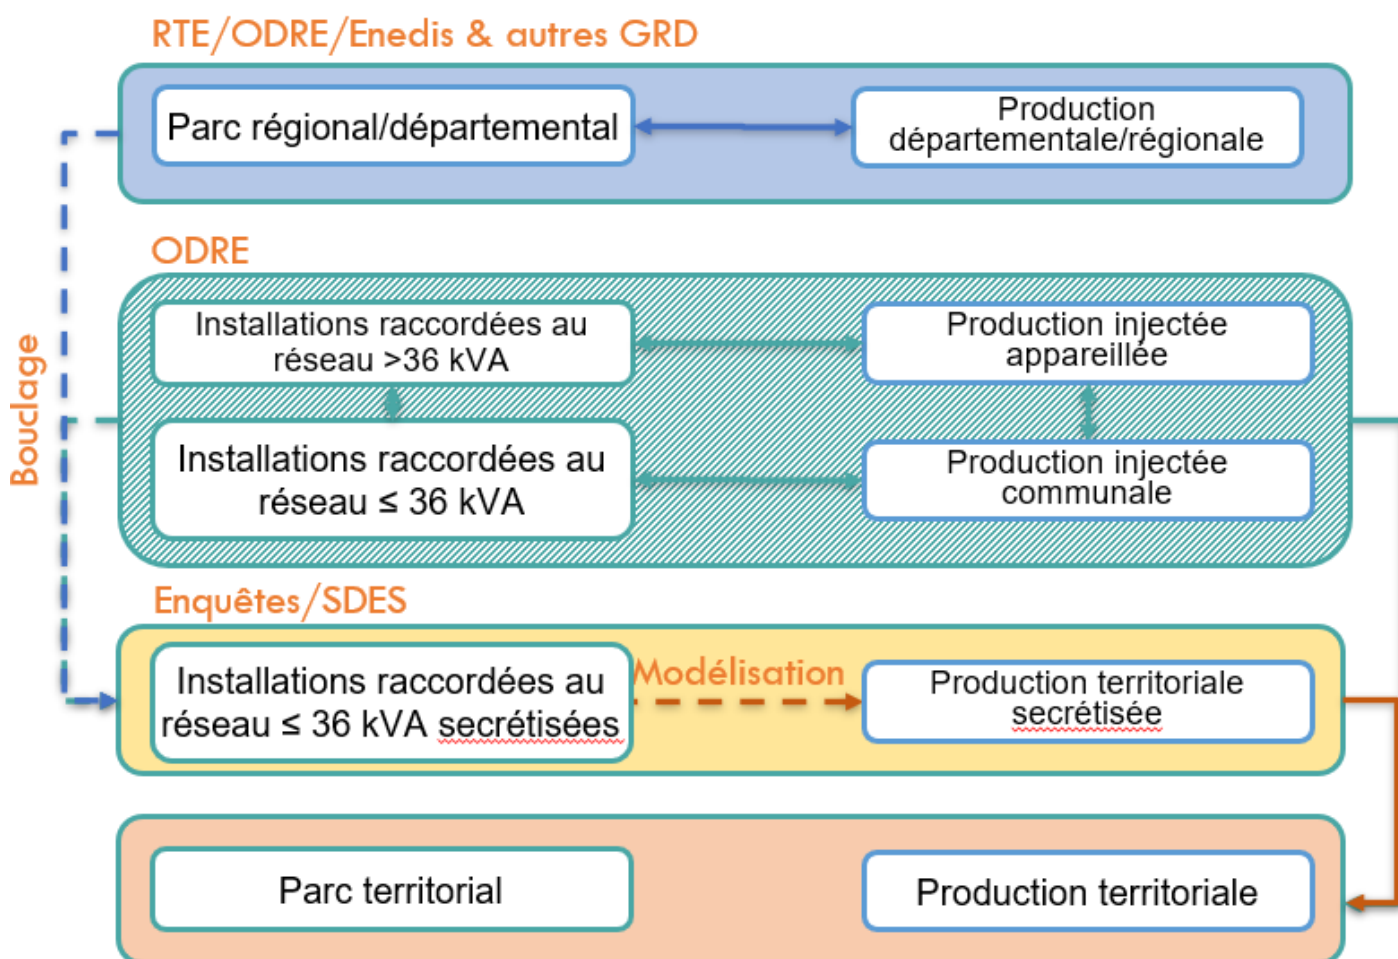 RTE/ODRE/Enedis & autres GRD
Parc régional/départemental
Production
départementale/régionale
ODRE
Installations raccordées au
réseau >36 kVA
Production injectée
appareillée
Bouclage
Installations raccordées au
réseau ≤ 36 kVA
Production injectée
communale
Enquêtes/SDES
Installations raccordées au
réseau ≤ 36 kVA secrétisées
Modélisation
Production territoriale
secrétisée
Parc territorial
Production territoriale